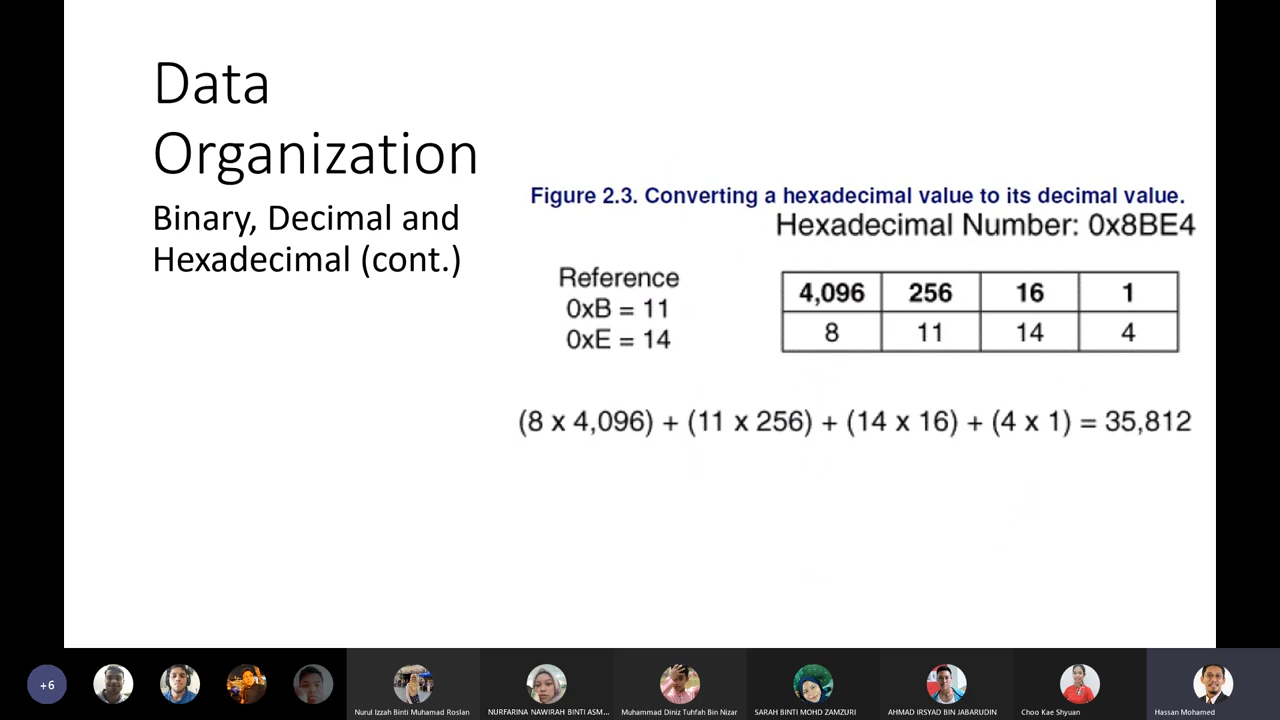 Data
Organization
Binary, Decimal and
Hexadecimal (cont.)
Figure 2.3. Converting a hexadecimal value to its decimal value.
Hexadecimal Number: 0x8BE4
Reference
0xB = 11
0xE = 14
4,096 256 16 1
8 11 14 4
(8 x 4,096) + (11 x 256) + (14 x 16) + (4 x 1) = 35,812
+6
Nurul Izzah Binti Muhamad Roslan
NURFARINA NAWIRAH BINTI ASM...
Muhammad Diniz Tuhfah Bin Nizar
SARAH BINTI MOHD ZAMZURI
AHMAD IRSYAD BIN JABARUDIN
Choo Kae Shyuan
Hassan Mohamed